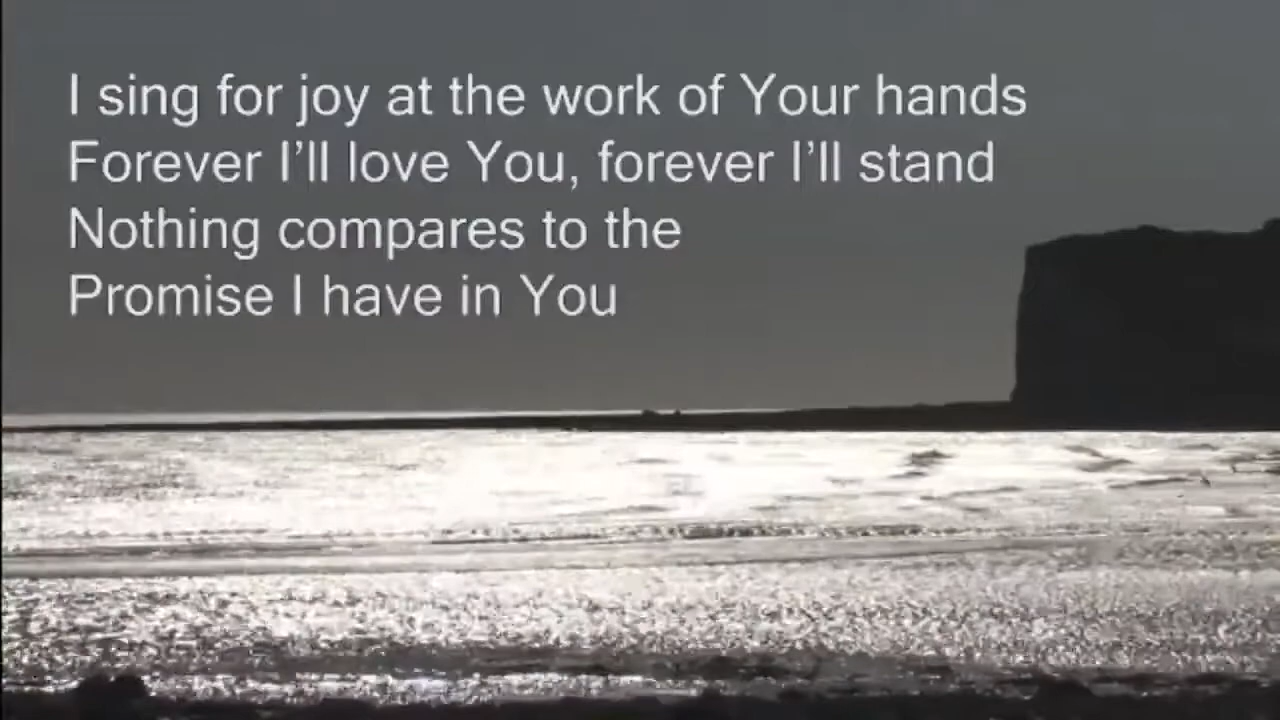 I sing for joy at the work of Your hands
Forever I’ll love You, forever I’ll stand
Nothing compares to the
Promise I have in You